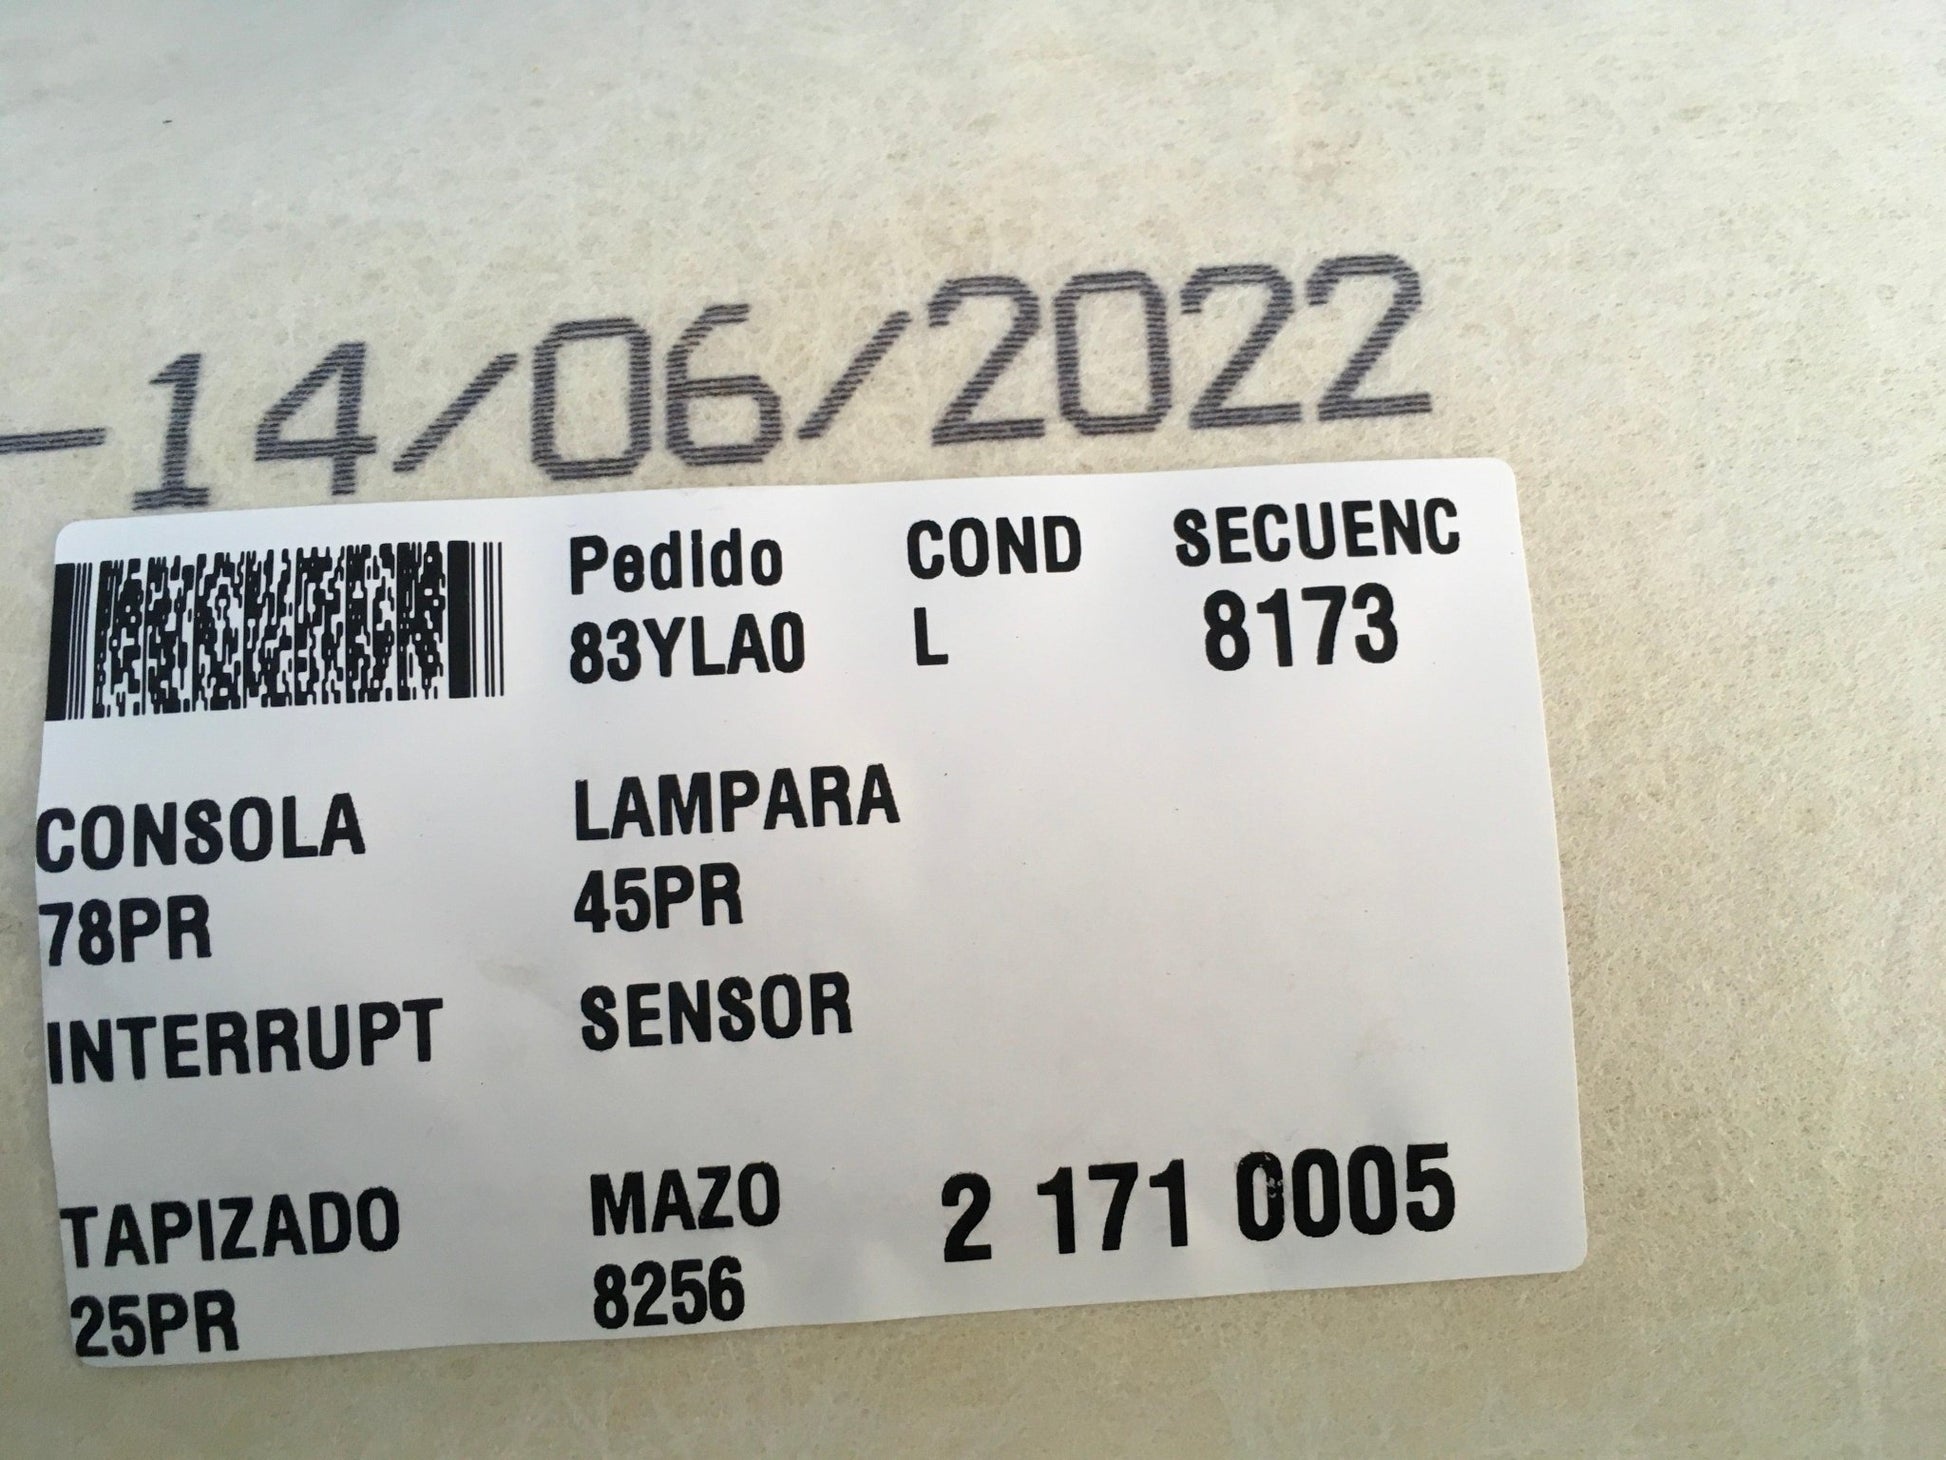 -14/06/2022
Pedido COND SECUENC
83YLA0 L 8173
CONSOLA LAMPARA
78PR 45PR
INTERRUPT SENSOR
TAPIZADO MAZO 2 171 0005
25PR 8256